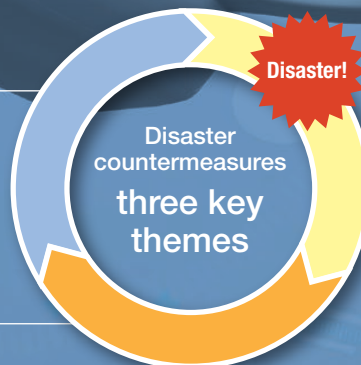 Disaster!
Disaster
countermeasures
three key
themes